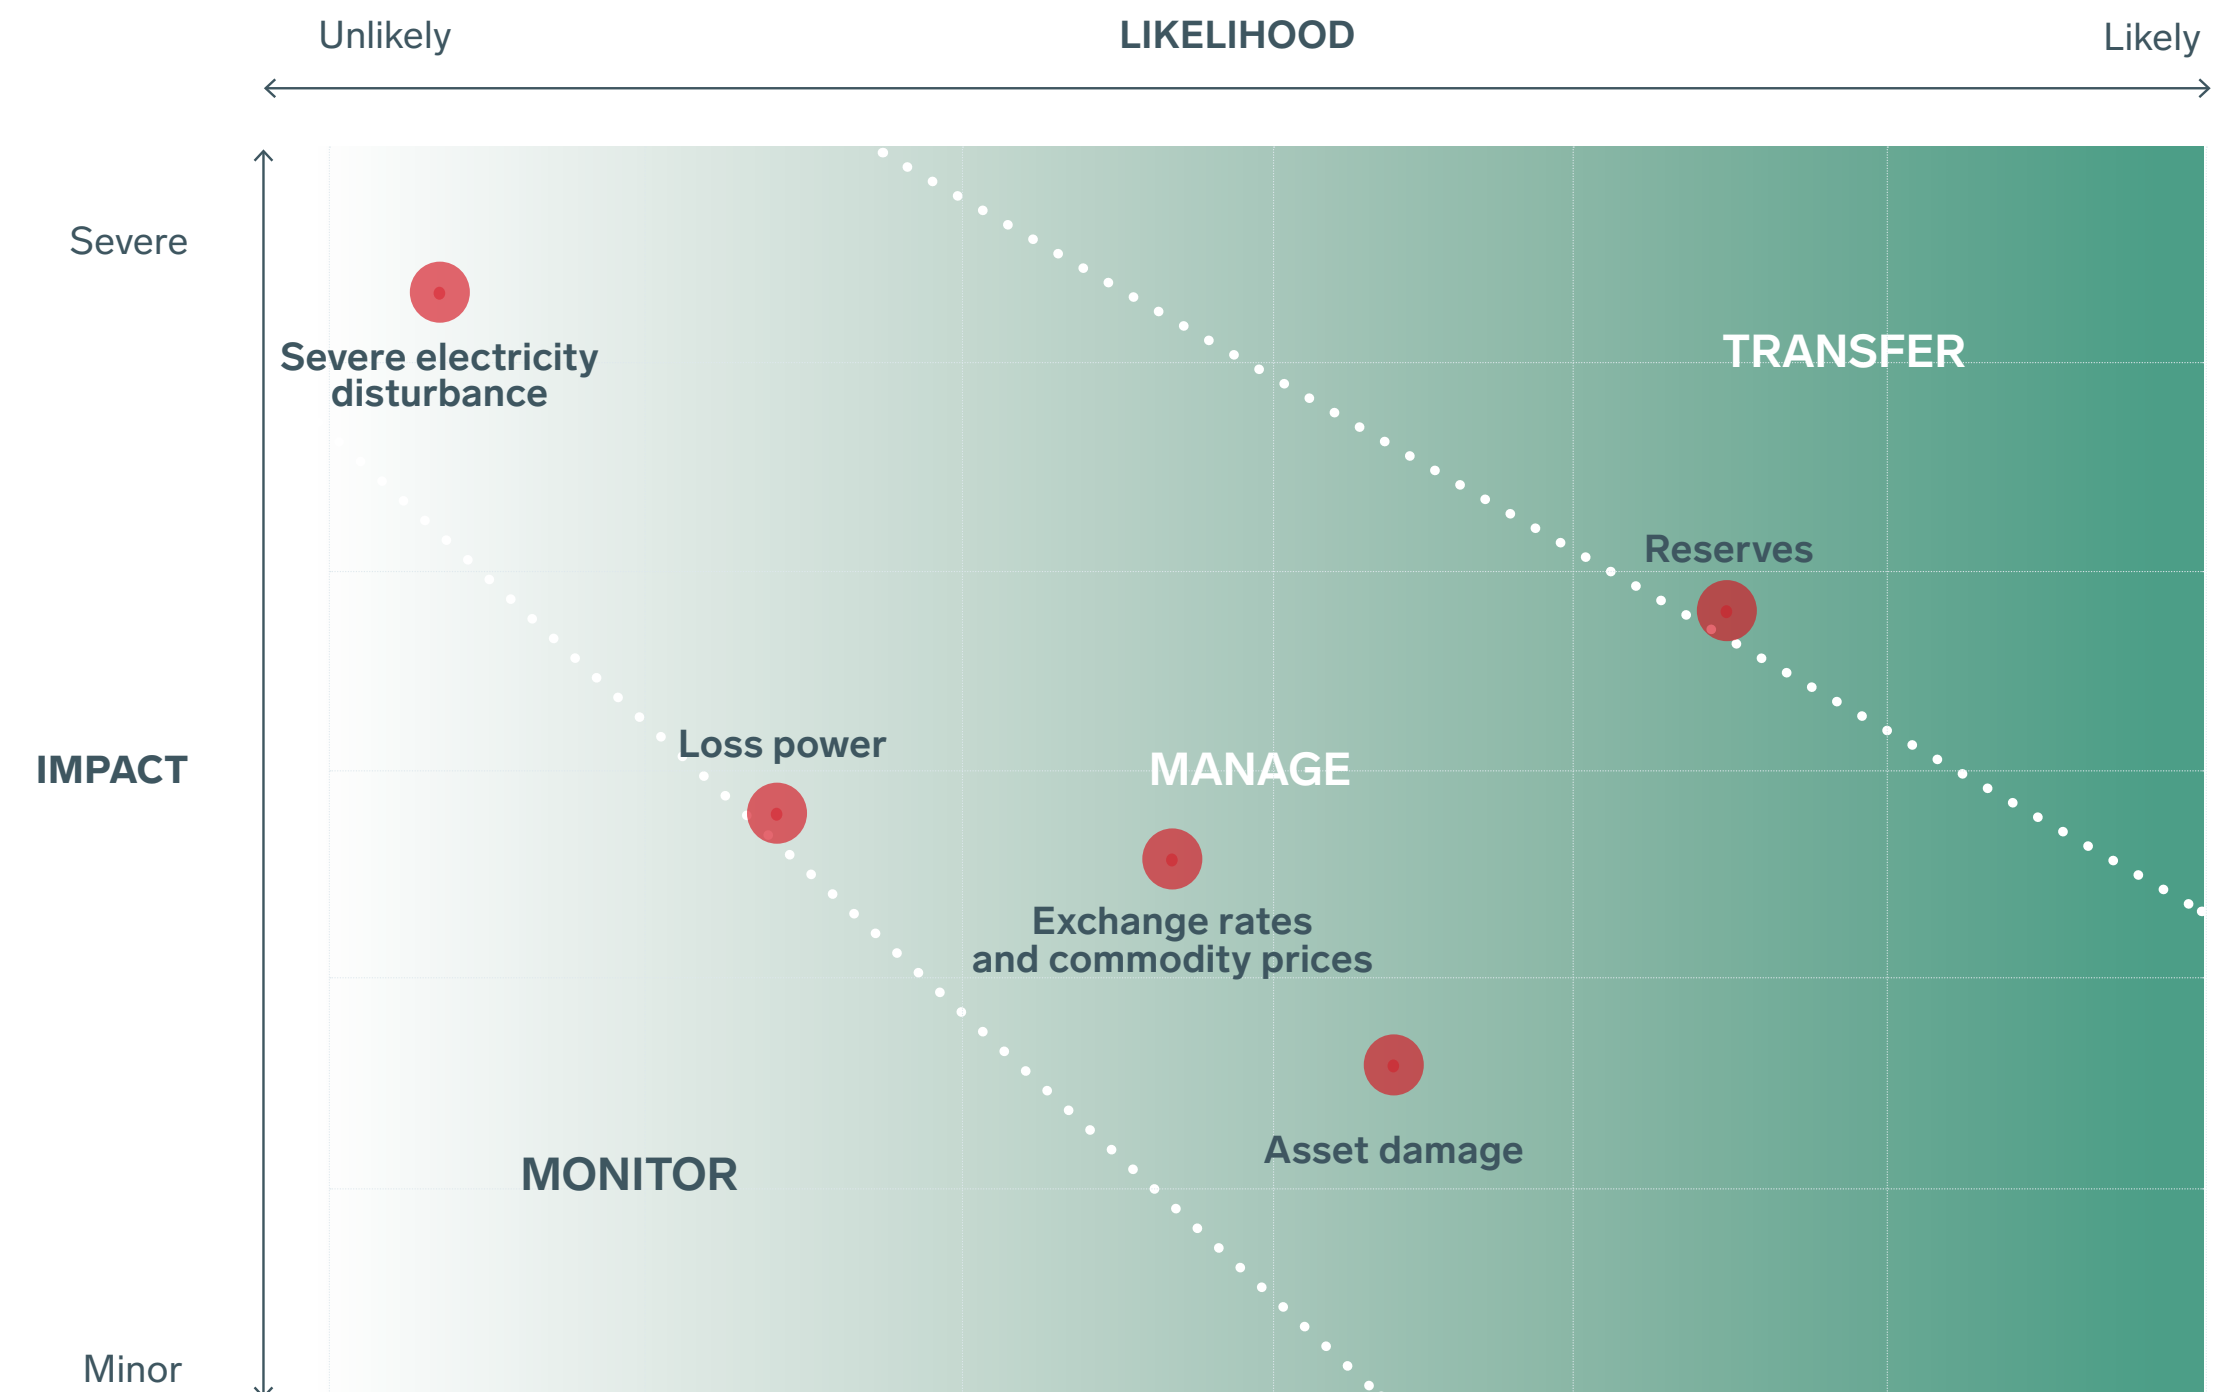 Unlikely
LIKELIHOOD
Likely
Severe
Severe electricity
disturbance
TRANSFER
Reserves
Loss power
IMPACT
MANAGE
Exchange rates
and commodity prices
Asset damage
MONITOR
Minor